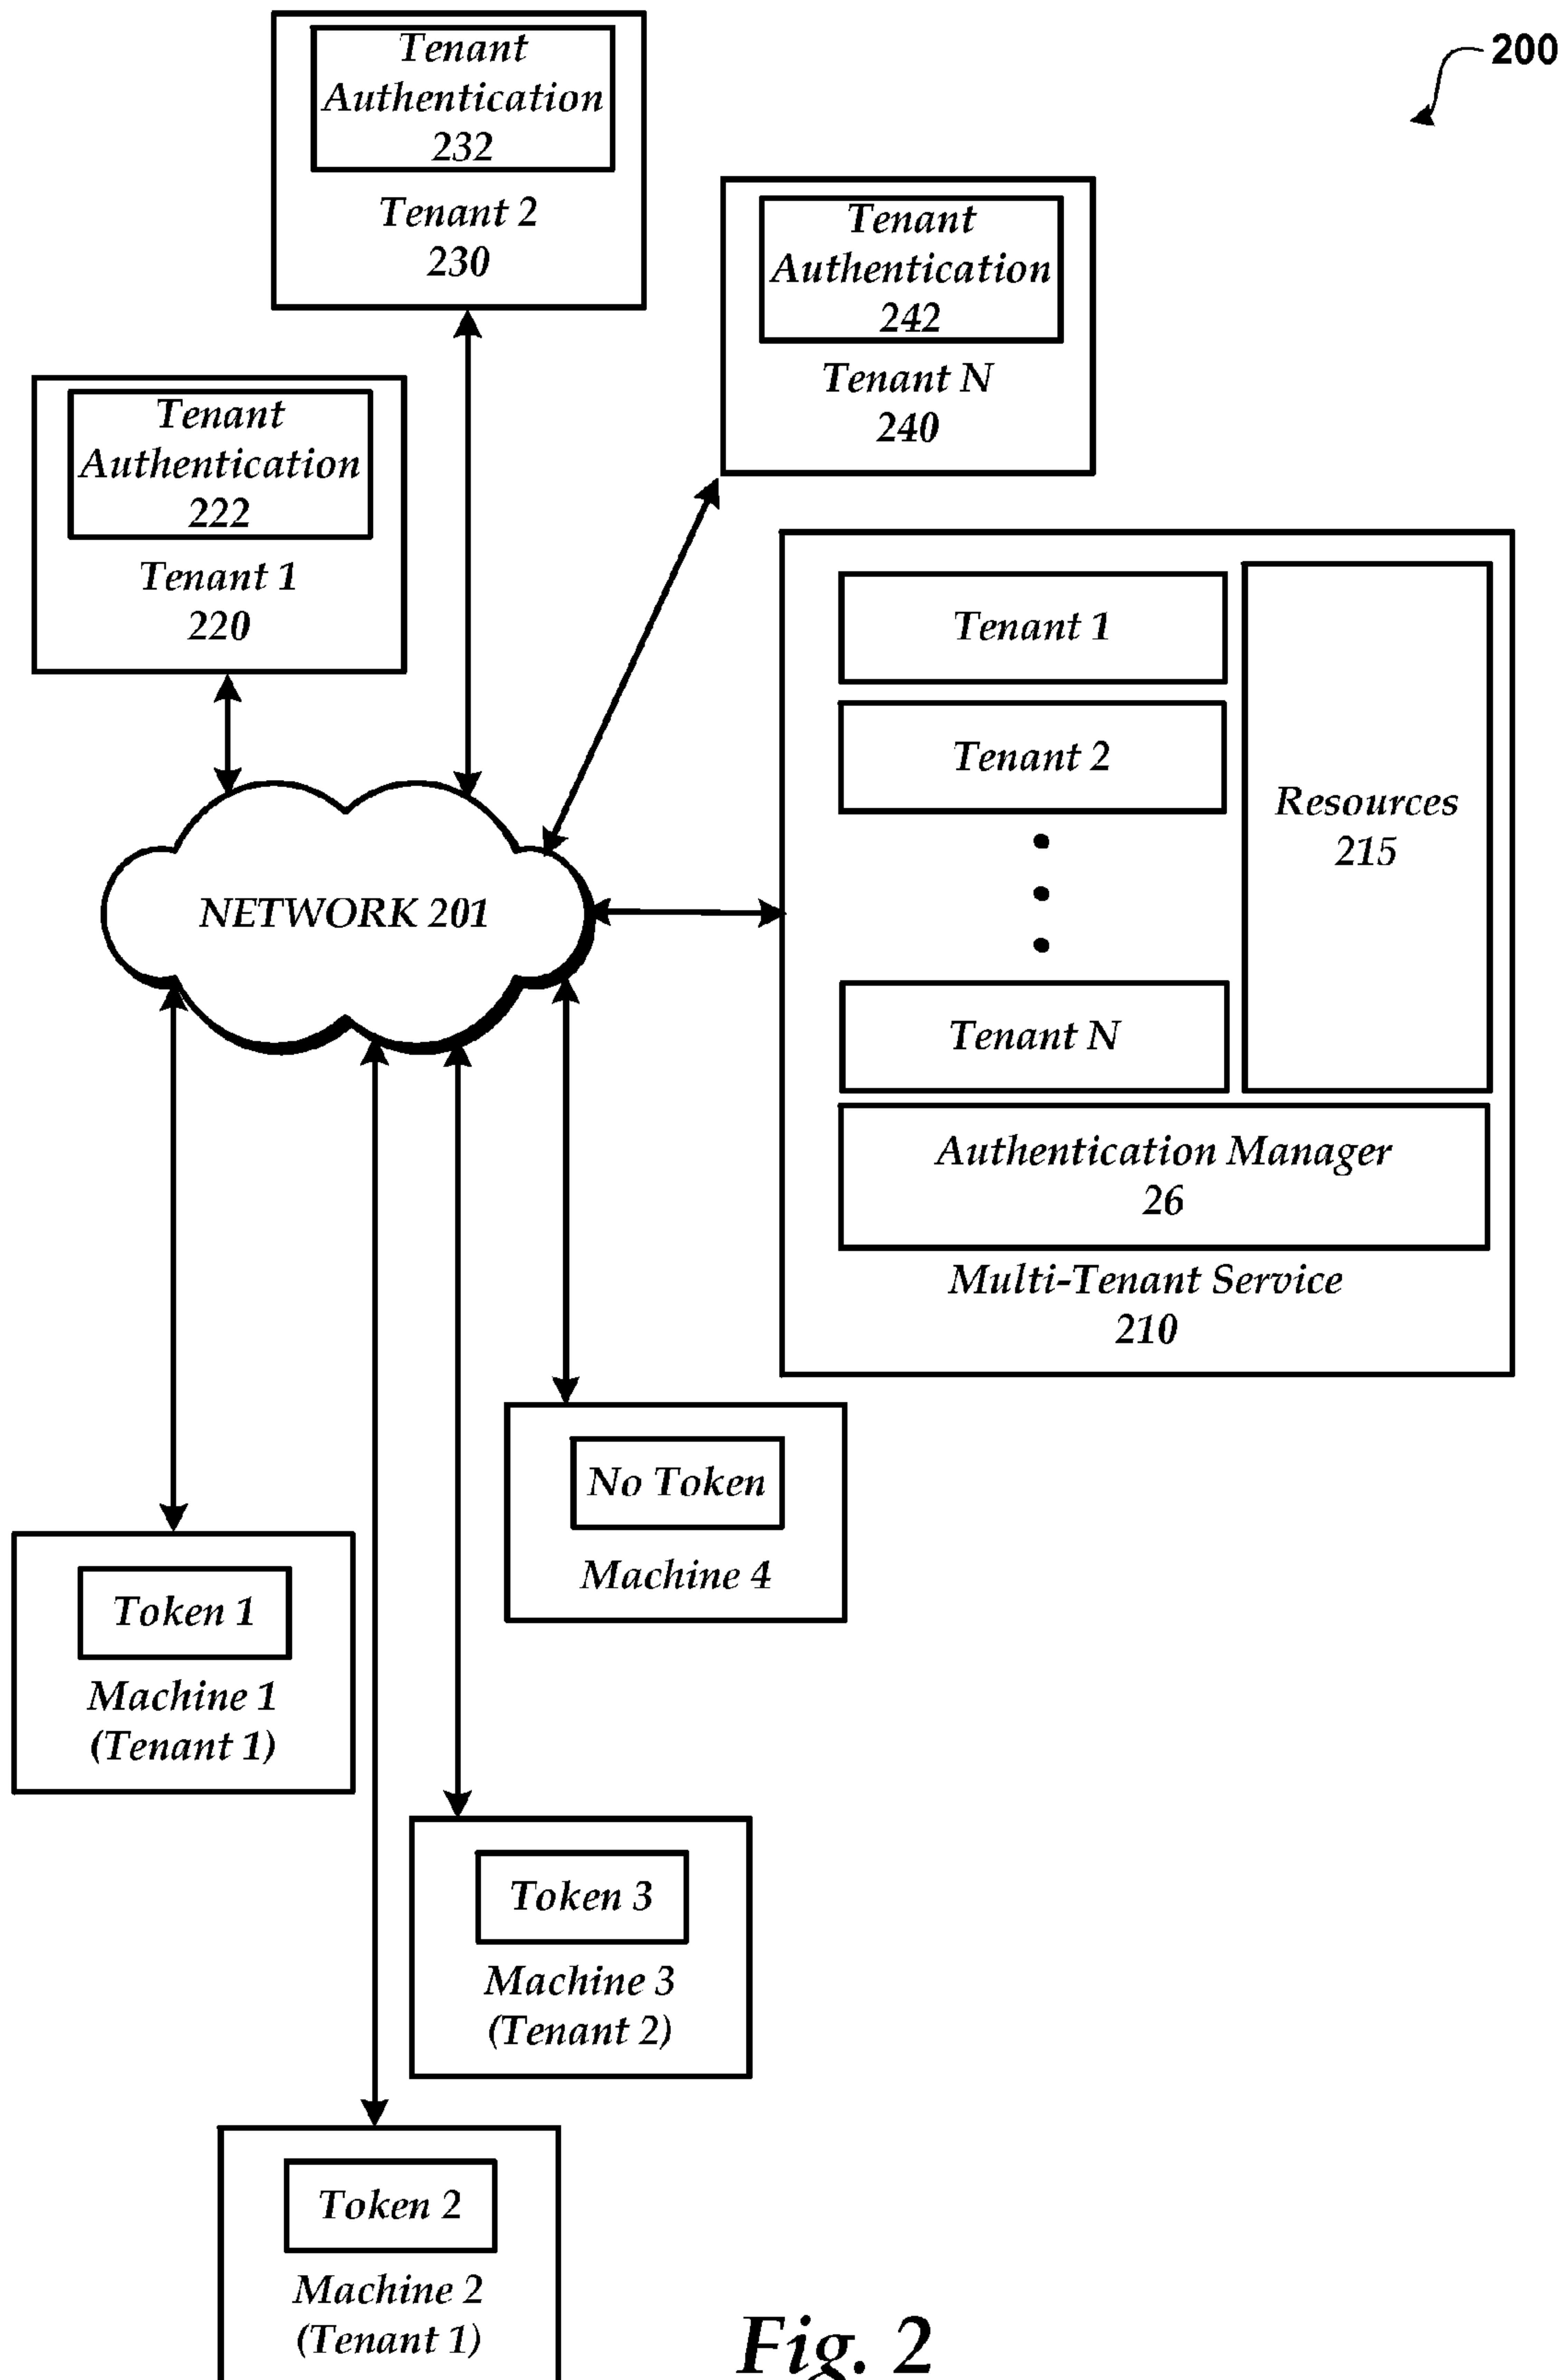 200
Tenant
Authentication
232
Tenant 2
230
Tenant
Authentication
242
Tenant N
240
Tenant
Authentication
222
Tenant 1
220
Tenant 1
Tenant 2
Resources
215
Tenant N
Authentication Manager
26
Multi-Tenant Service
210
NETWORK 201
No Token
Machine 4
Token 1
Machine 1
(Tenant 1)
Token 3
Machine 3
(Tenant 2)
Token 2
Machine 2
(Tenant 1)
Fig. 2